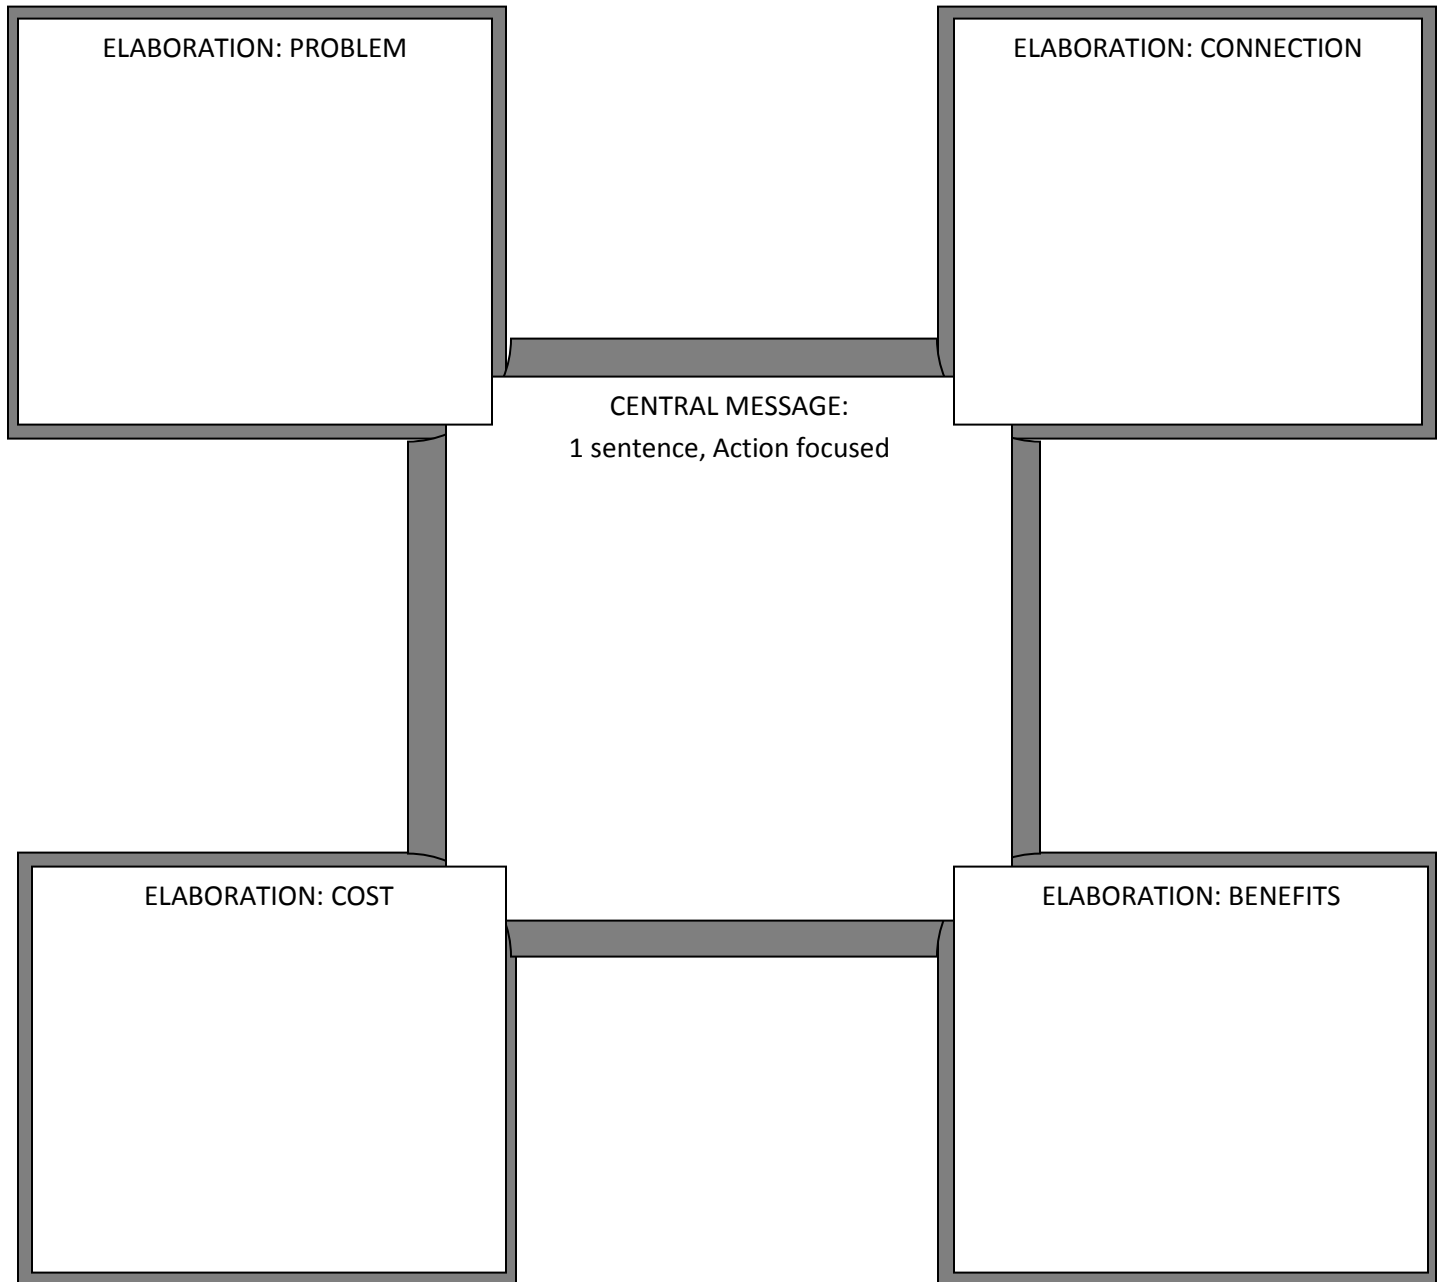 ELABORATION: PROBLEM
ELABORATION: CONNECTION
CENTRAL MESSAGE:
1 sentence, Action focused
ELABORATION: COST
ELABORATION: BENEFITS